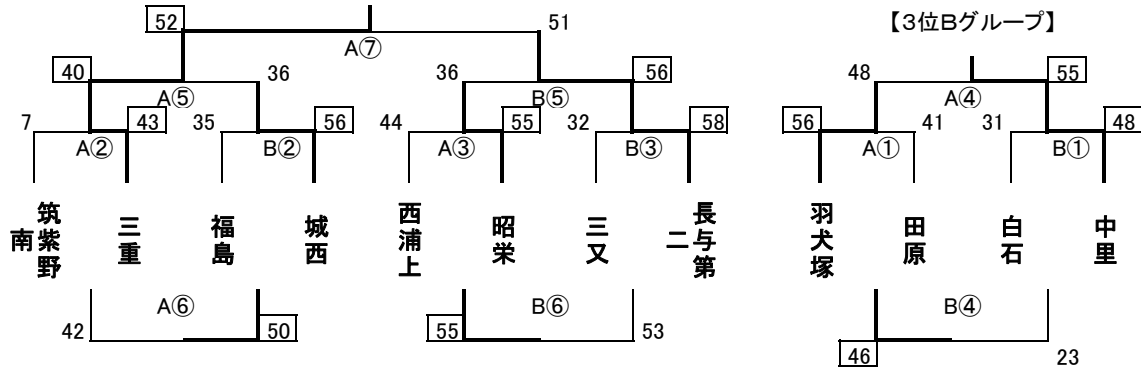 52 51 【3位Bグループ】
A⑦
40 36 36 56 48 55
A⑤ B⑤ A④
7 43 35 56 44 55 32 58 56 41 31 48
A② B② A③ B③ A① B①
筑紫野南 三重 福島 城西 西浦上 昭栄 三又 長与第二 羽犬塚 田原 白石 中里
A⑥ B⑥ B④
42 50 55 53 46 23